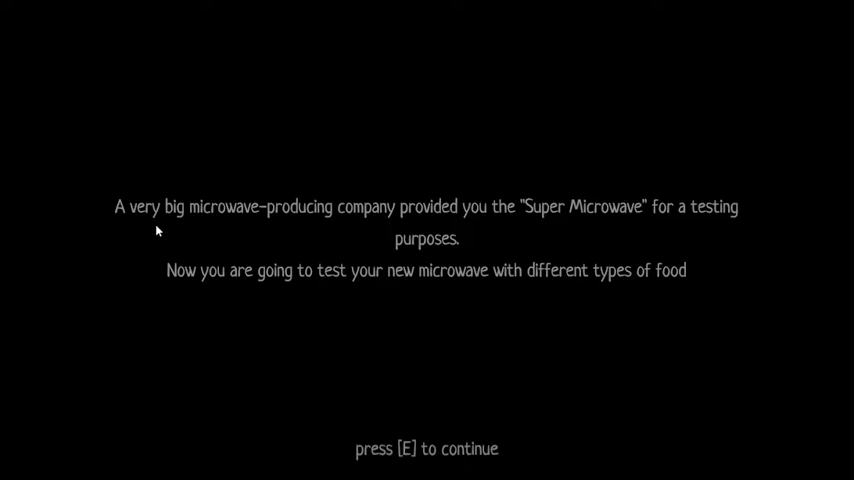 A very big microwave-producing company provided you the "Super Microwave" for a testing
purposes.
Now you are going to test your new microwave with different types of food
press [E] to continue